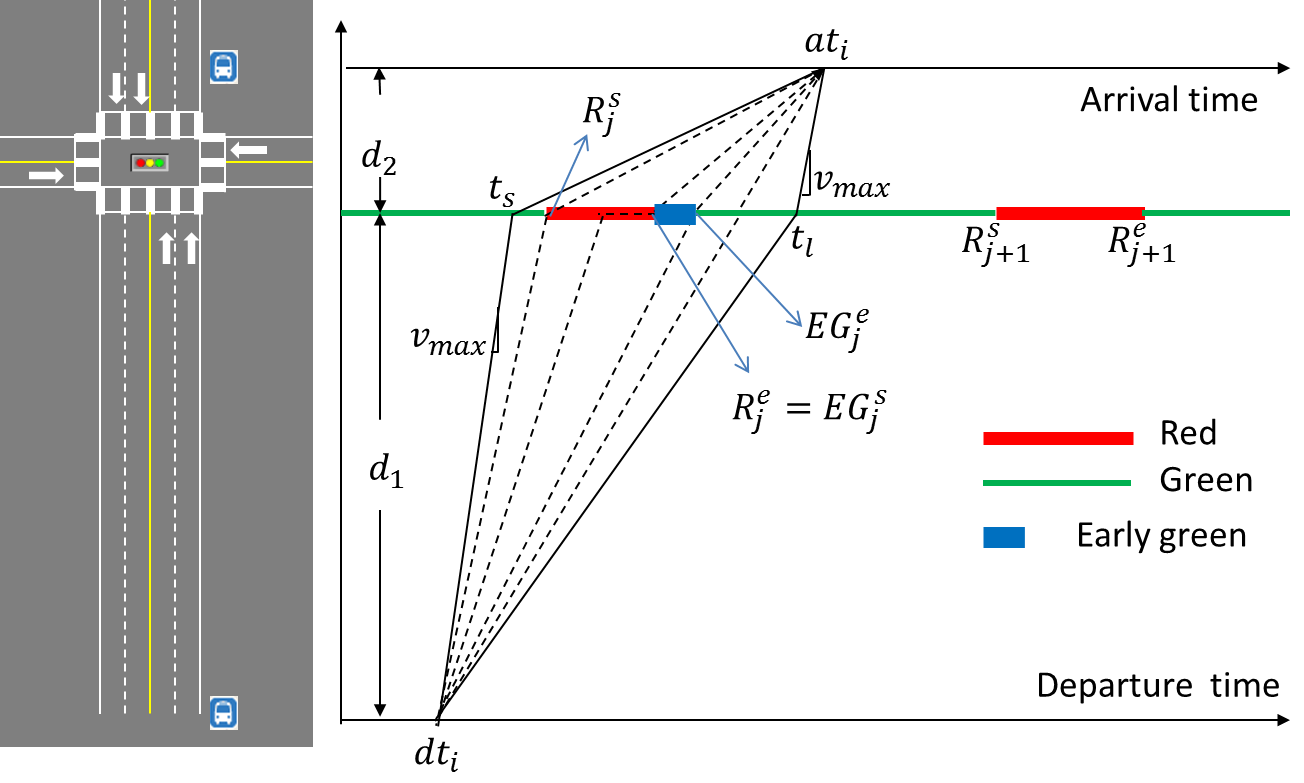 at_i
Arrival time
R_j^s
d_2
t_s
v_max
t_l
R_{j+1}^s
R_{j+1}^e
v_max
EG_j^e
R_j^e = EG_j^s
d_1
Red
Green
Early green
Departure time
dt_i